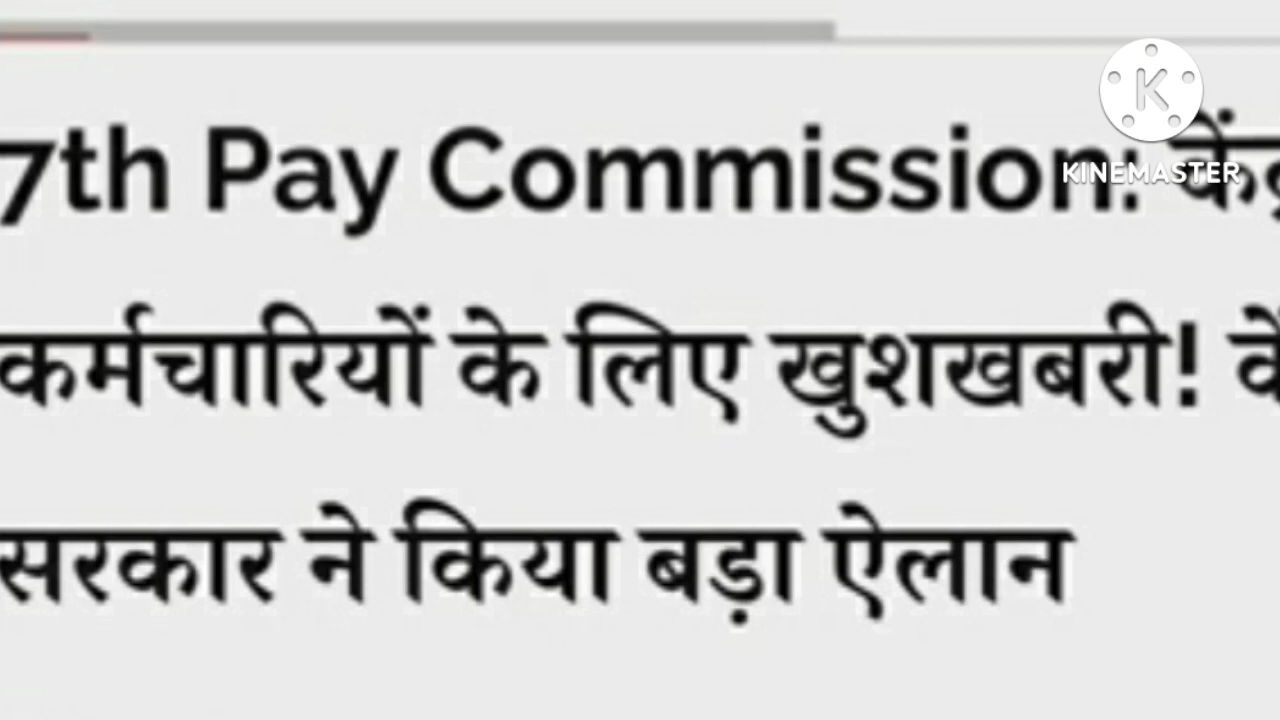 7th Pay Commission:
KINEMASTER
कर्मचारियों के लिए खुशखबरी!
सरकार ने किया बड़ा ऐलान